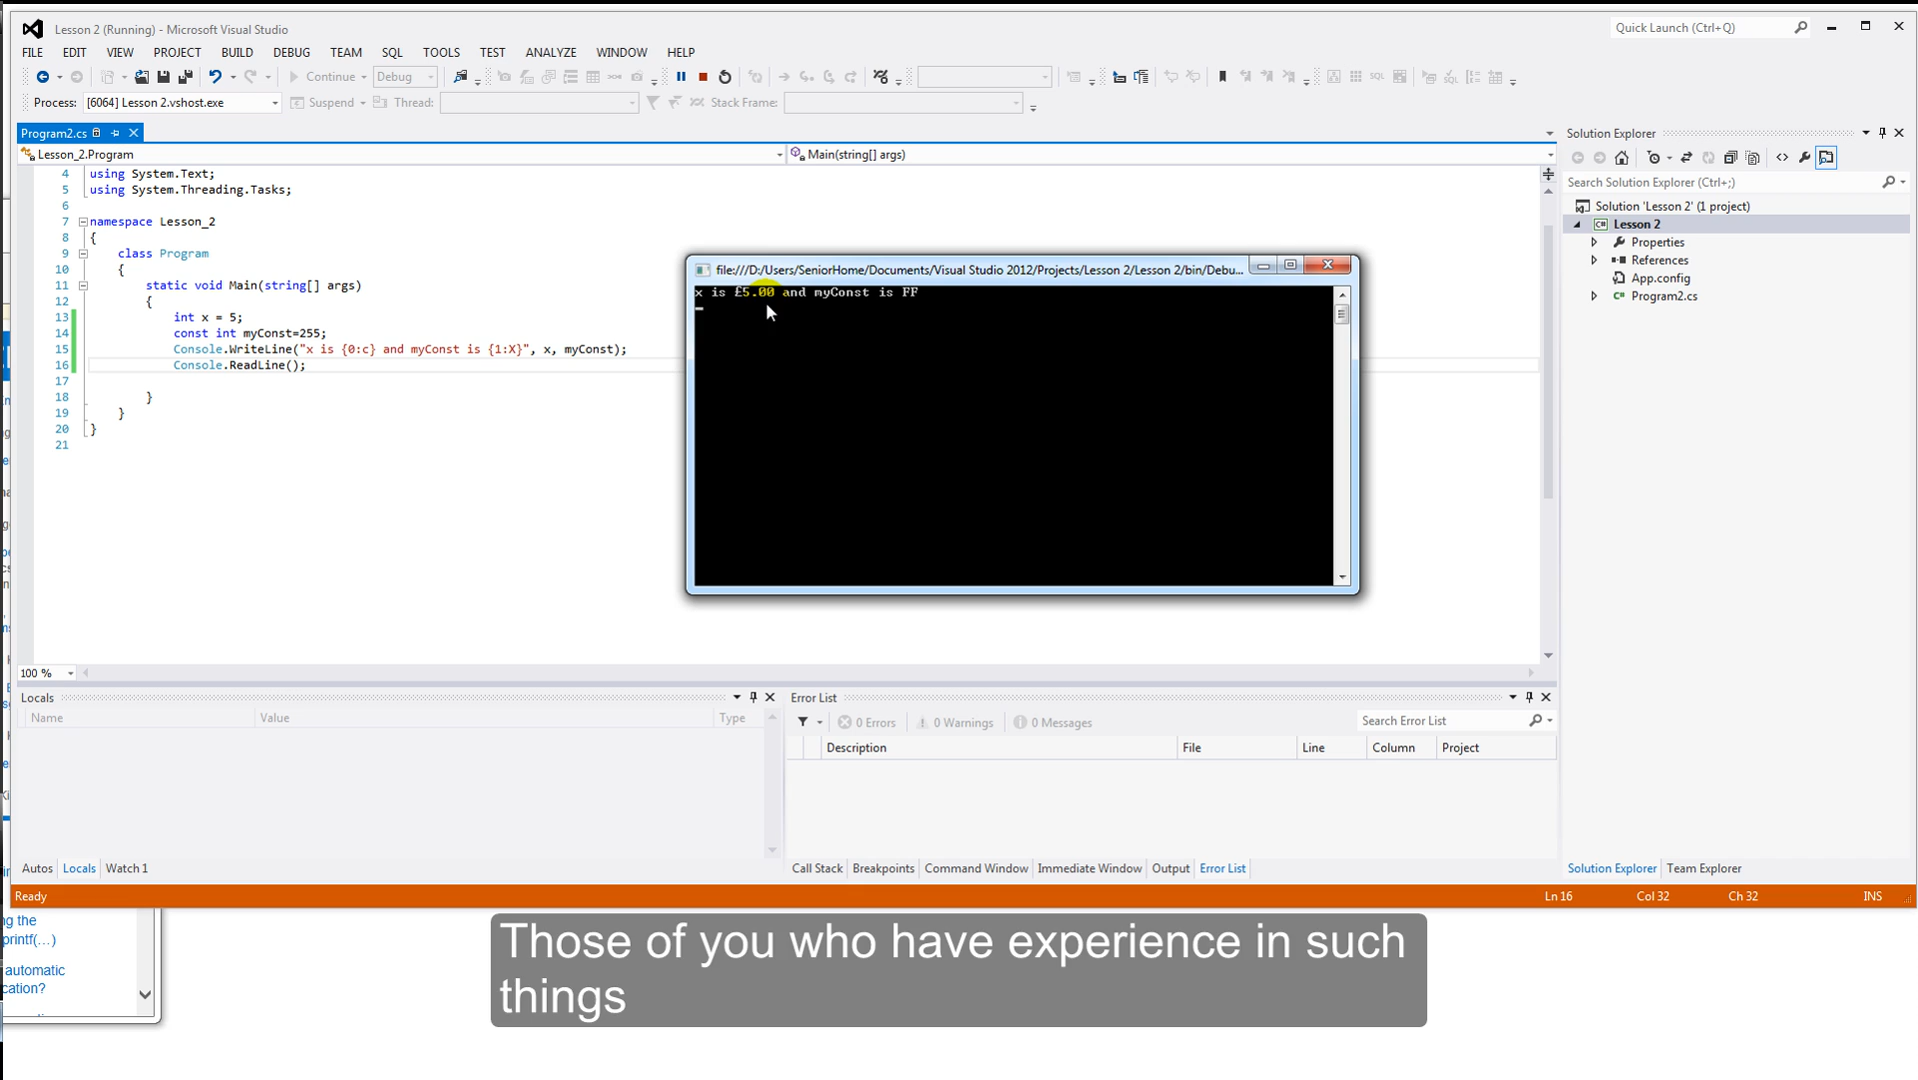 Lesson 2 (Running) - Microsoft Visual Studio
Quick Launch (Ctrl+Q)
FILE EDIT VIEW PROJECT BUILD DEBUG TEAM SQL TOOLS TEST ANALYZE WINDOW HELP
Continue Debug
Process: [6064] Lesson 2.vshost.exe Suspend Thread: Stack Frame:
Program2.cs
Lesson_2.Program Main(string[] args)
4 using System.Text;
5 using System.Threading.Tasks;
6
7 namespace Lesson_2
8 {
9 class Program
10 {
11 static void Main(string[] args)
12 {
13 int x = 5;
14 const int myConst=255;
15 Console.WriteLine("x is {0:c} and myConst is {1:X}", x, myConst);
16 Console.ReadLine();
17
18 }
19 }
20 }
21
file:///D:/Users/SeniorHome/Documents/Visual Studio 2012/Projects/Lesson 2/Lesson 2/bin/Debu...
x is £5.00 and myConst is FF
Solution Explorer
Search Solution Explorer (Ctrl+;)
Solution 'Lesson 2' (1 project)
Lesson 2
Properties
References
App.config
Program2.cs
100 %
Locals
Name Value Type
Autos Locals Watch 1
Error List
0 Errors 0 Warnings 0 Messages Search Error List
Description File Line Column Project
Call Stack Breakpoints Command Window Immediate Window Output Error List
Solution Explorer Team Explorer
Ready Ln 16 Col 32 Ch 32 INS
ng the
printf(...)
automatic
cation?
Those of you who have experience in such
things